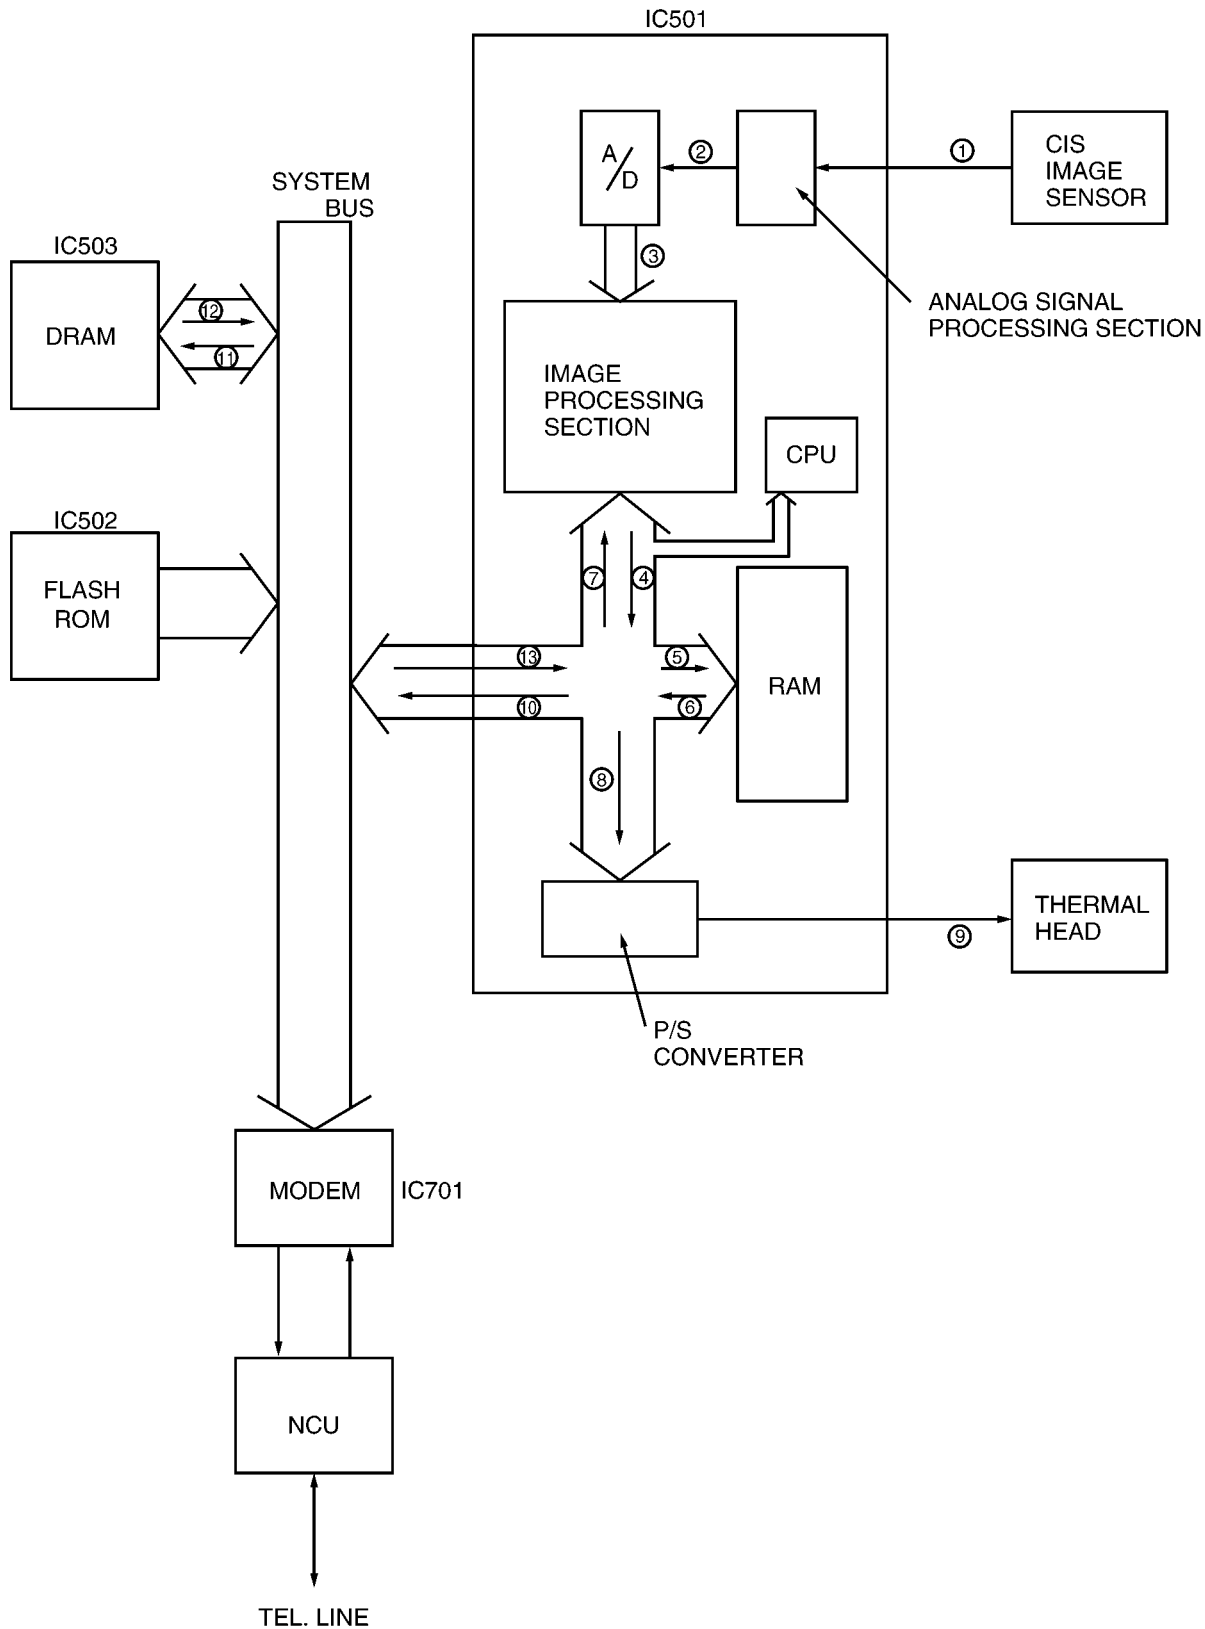 IC501
A/D
②
①
CIS
IMAGE
SENSOR
SYSTEM
BUS
IC503
DRAM
⑫
⑪
③
ANALOG SIGNAL
PROCESSING SECTION
IMAGE
PROCESSING
SECTION
CPU
IC502
FLASH
ROM
⑦
④
⑬
⑤
RAM
⑩
⑥
⑧
THERMAL
HEAD
⑨
P/S
CONVERTER
MODEM
IC701
NCU
TEL. LINE